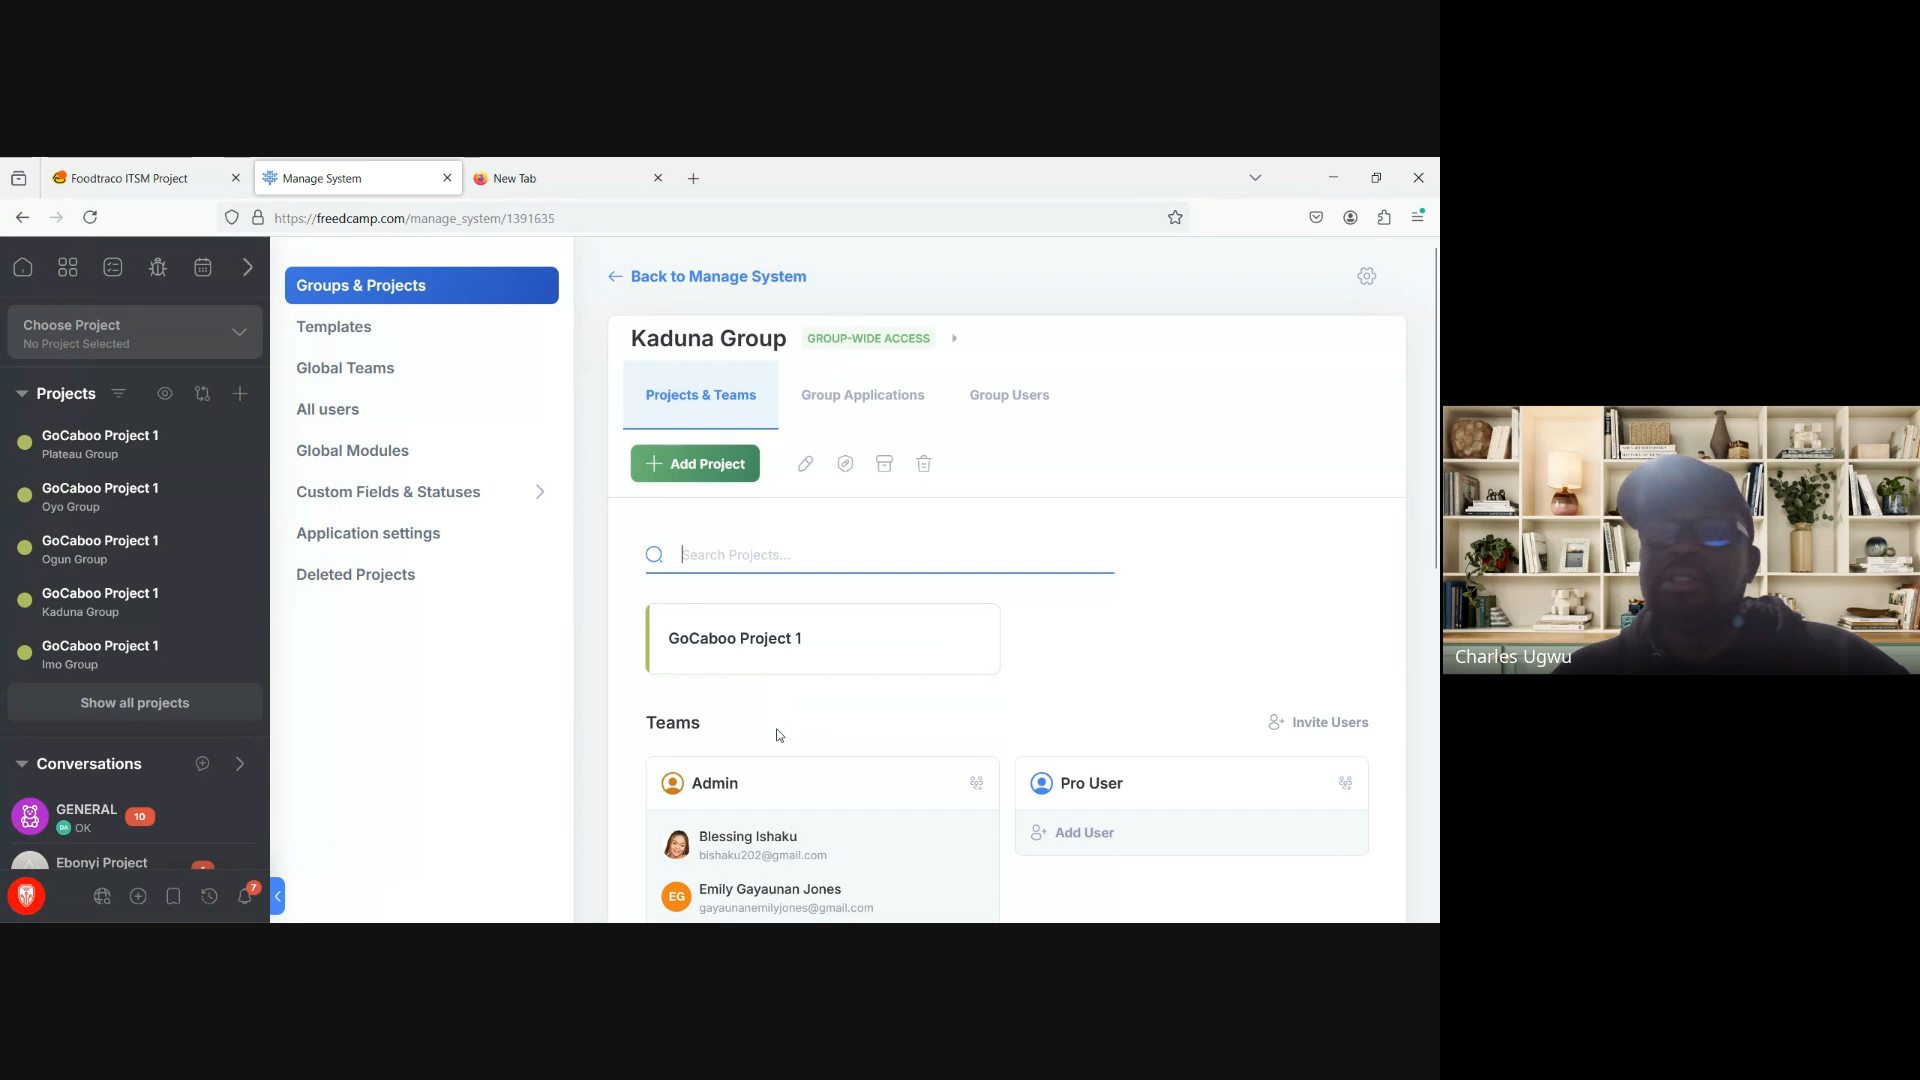 Foodtraco ITSM Project
Manage System
New Tab
https://freedcamp.com/manage_system/1391635
Choose Project
No Project Selected
Projects
GoCaboo Project 1
Plateau Group
GoCaboo Project 1
Oyo Group
GoCaboo Project 1
Ogun Group
GoCaboo Project 1
Kaduna Group
GoCaboo Project 1
Imo Group
Show all projects
Conversations
GENERAL 10
DA OK
Ebonyi Project
7
Groups & Projects
Templates
Global Teams
All users
Global Modules
Custom Fields & Statuses
Application settings
Deleted Projects
Back to Manage System
Kaduna Group GROUP-WIDE ACCESS
Projects & Teams Group Applications Group Users
Add Project
Search Projects...
GoCaboo Project 1
Teams Invite Users
Admin
Blessing Ishaku
bishaku202@gmail.com
EG Emily Gayaunan Jones
gayaunanemilyjones@gmail.com
Pro User
Add User
Charles Ugwu